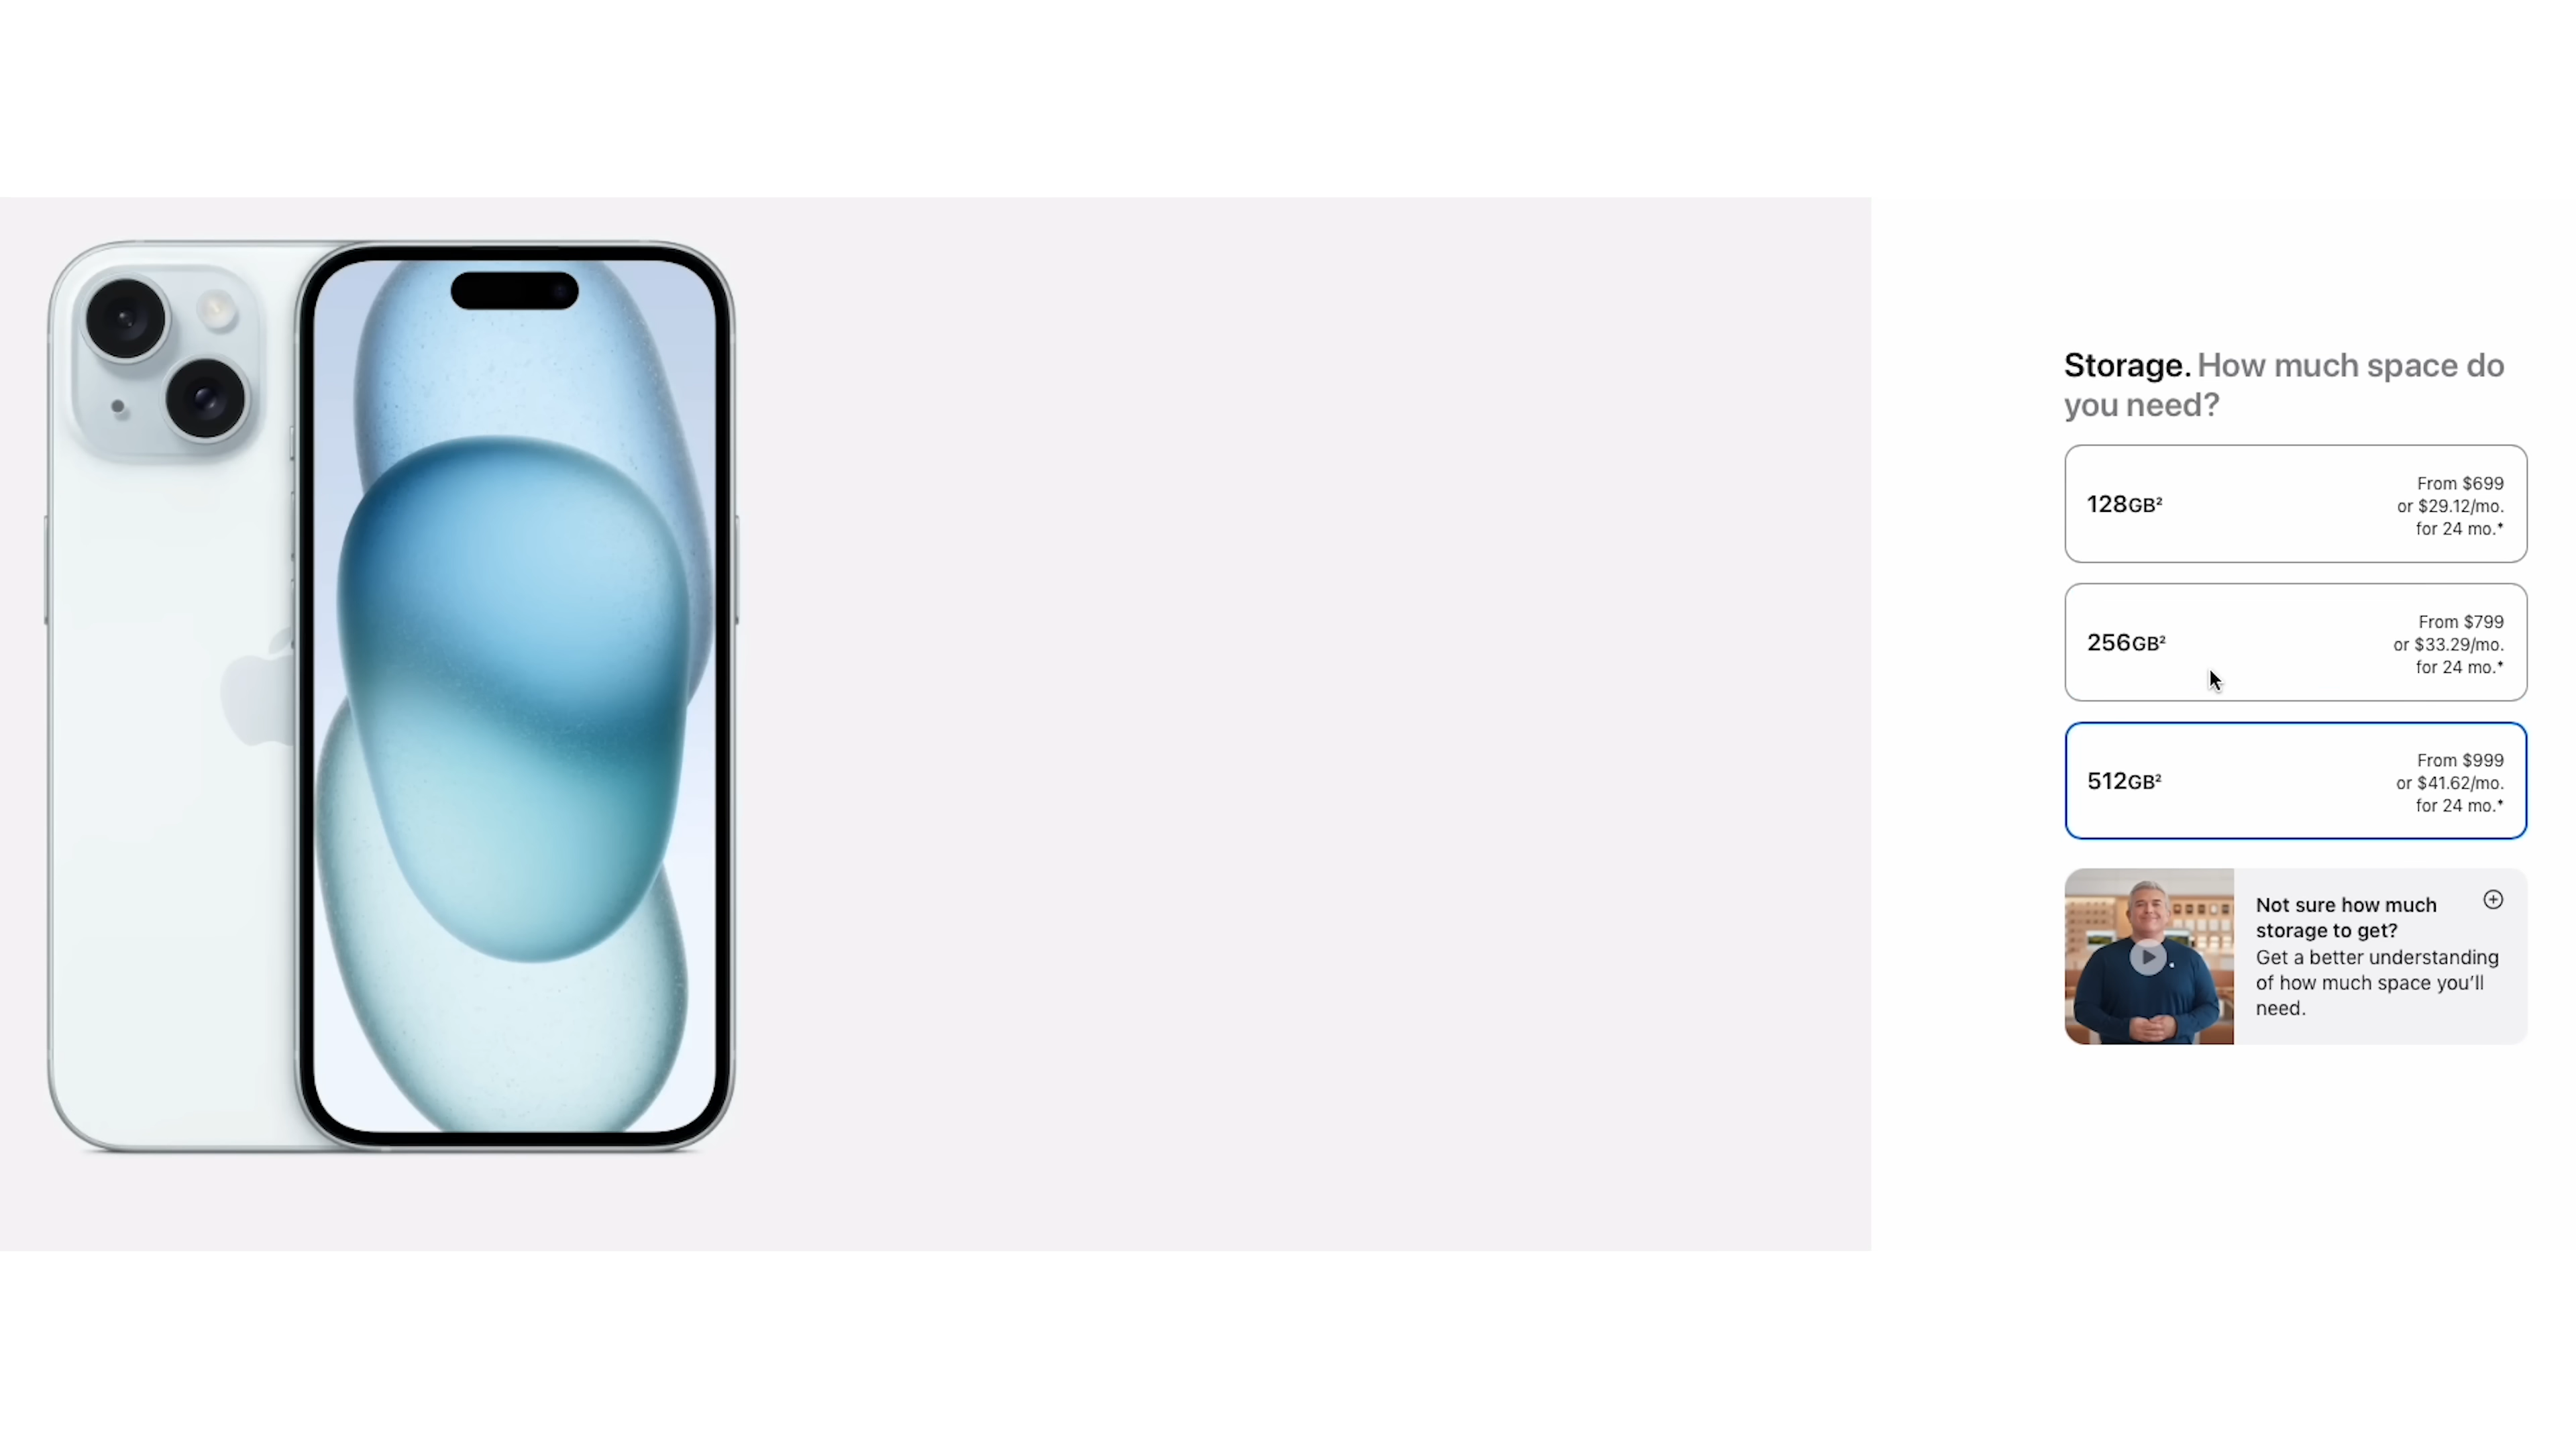 Storage. How much space do
you need?
128GB²
From $699
or $29.12/mo.
for 24 mo.*
256GB²
From $799
or $33.29/mo.
for 24 mo.*
512GB²
From $999
or $41.62/mo.
for 24 mo.*
Not sure how much
storage to get?
Get a better understanding
of how much space you’ll
need.